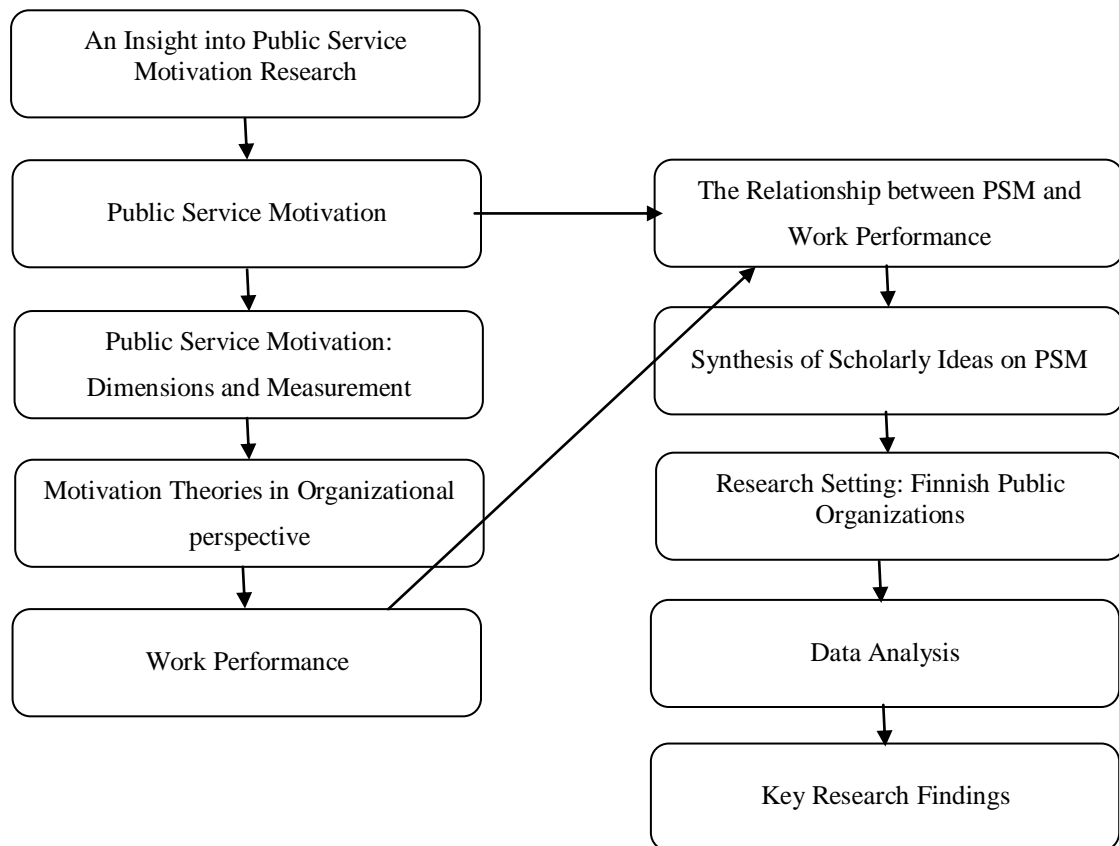 An Insight into Public Service
Motivation Research
Public Service Motivation
Public Service Motivation:
Dimensions and Measurement
Motivation Theories in Organizational
perspective
Work Performance
The Relationship between PSM and
Work Performance
Synthesis of Scholarly Ideas on PSM
Research Setting: Finnish Public
Organizations
Data Analysis
Key Research Findings